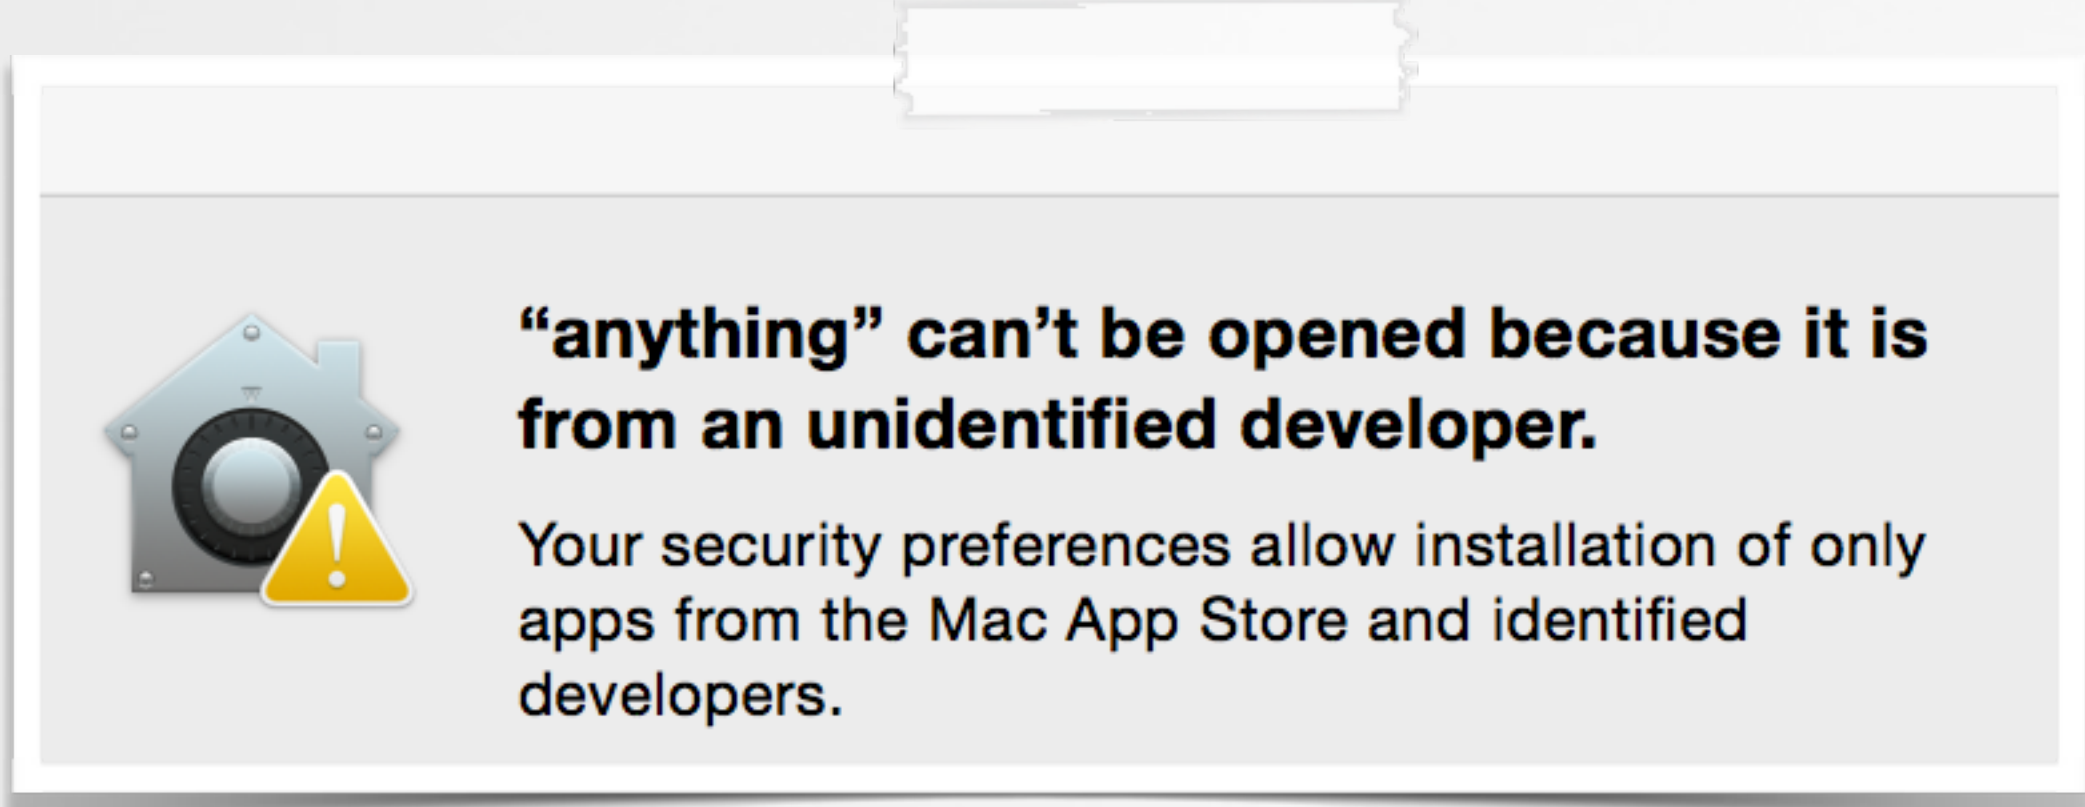 “anything” can’t be opened because it is
from an unidentified developer.
Your security preferences allow installation of only
apps from the Mac App Store and identified
developers.